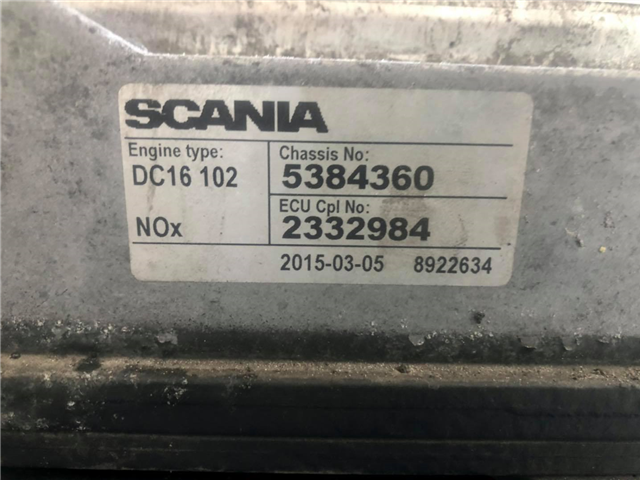 SCANIA
Engine type:
DC16 102
Chassis No:
5384360
NOx
ECU Cpl No:
2332984
2015-03-05 8922634